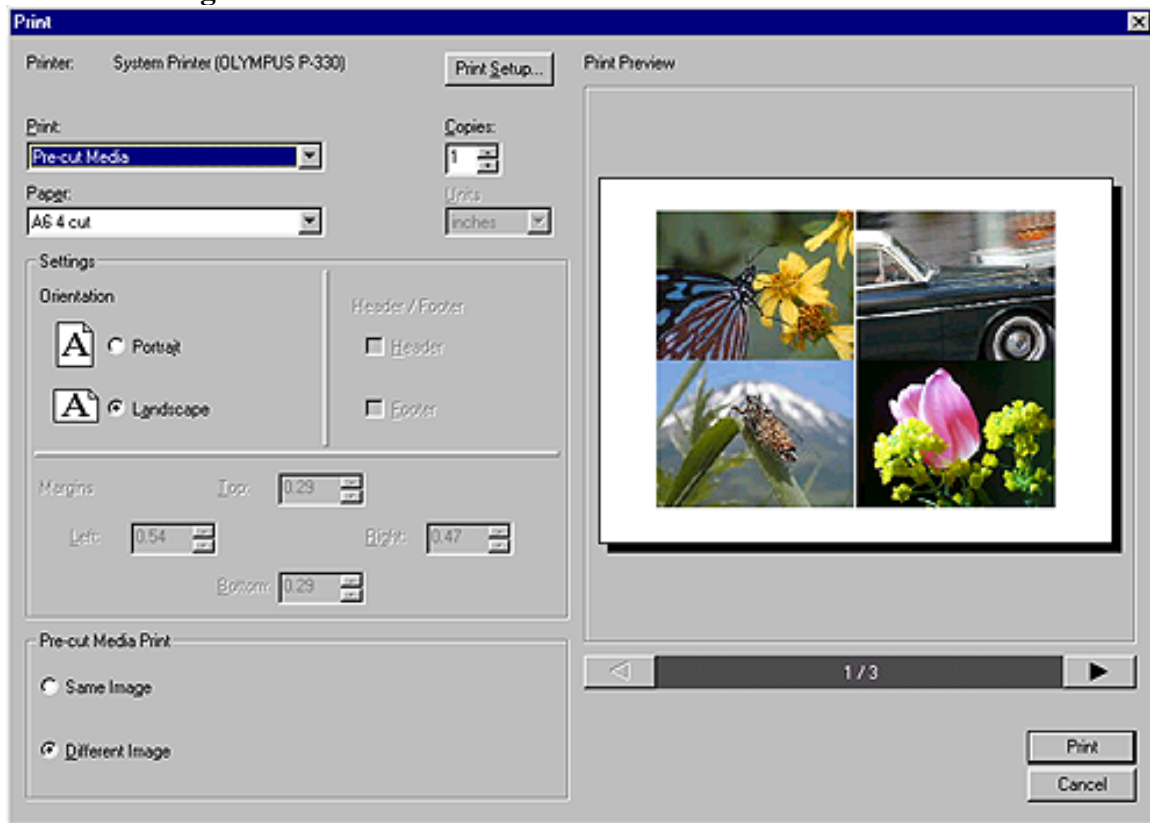 Print
Printer: System Printer (OLYMPUS P-330)
Print Setup...
Print:
Pre-cut Media
Copies:
1
Paper:
A6 4 cut
Units
inches
Settings
Orientation
A Portrait
A Landscape
Header / Footer
Header
Footer
Margins
Top: 0.29
Left: 0.54
Right: 0.47
Bottom: 0.29
Pre-cut Media Print
Same Image
Different Image
Print Preview
1 / 3
Print
Cancel